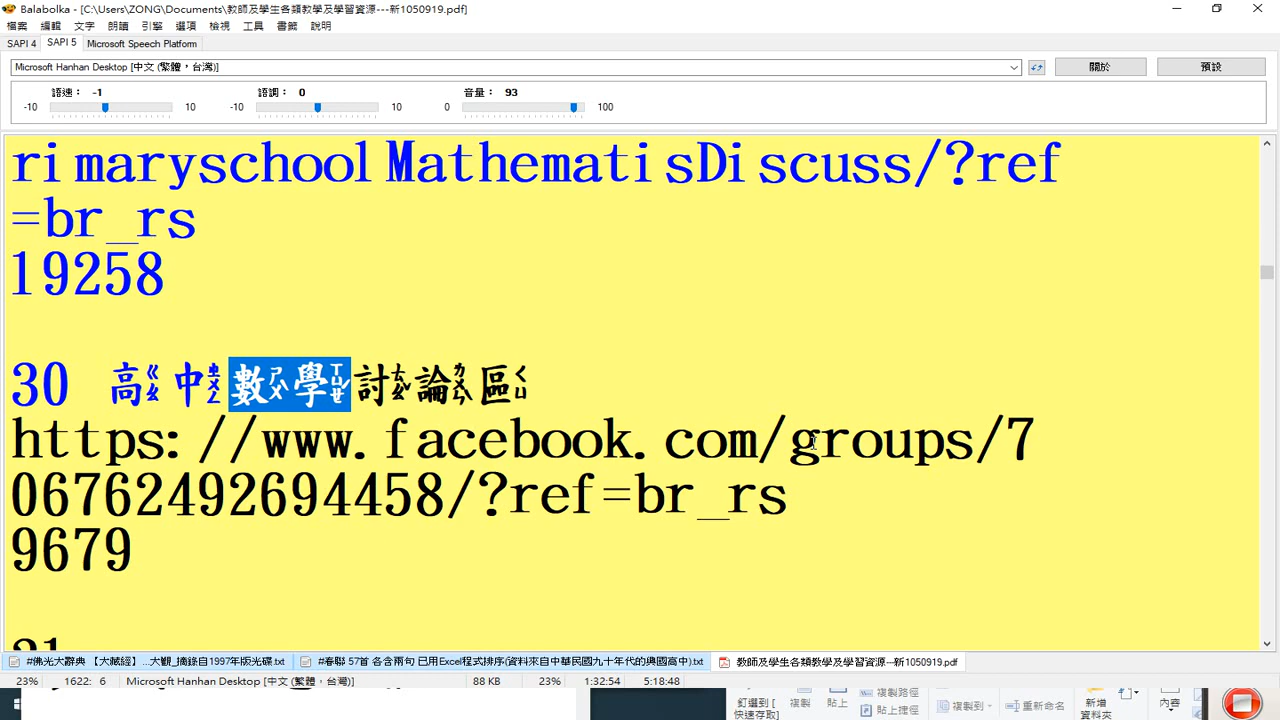 Balabolka - [C:\Users\ZONG\Documents\教師及學生各類教學及學習資源---新1050919.pdf]
檔案 編輯 文字 朗讀 引擎 選項 檢視 工具 書籤 說明
SAPI 4 SAPI 5 Microsoft Speech Platform
Microsoft Hanhan Desktop [中文 (繁體，台灣)] 關於 預設
語速： -1 語調： 0 音量： 93
-10 10 -10 10 0 100
rimaryschoolMathematisDiscuss/?ref
=br_rs
19258
30 高中數學討論區
https://www.facebook.com/groups/7
06762492694458/?ref=br_rs
9679
#佛光大辭典 【大藏經】 ...大觀_摘錄自1997年版光碟.txt #春聯 57首 各含兩句 已用Excel程式排序(資料來自中華民國九十年代的興國高中).txt 教師及學生各類教學及學習資源---新1050919.pdf
23% 1622: 6 Microsoft Hanhan Desktop [中文 (繁體，台灣)] 88 KB 23% 1:32:54 5:18:48
釘選到 [ 複製 貼上 複製路徑 貼上捷徑 複製到 重新命名 新增 內容
快速存取] 資料夾